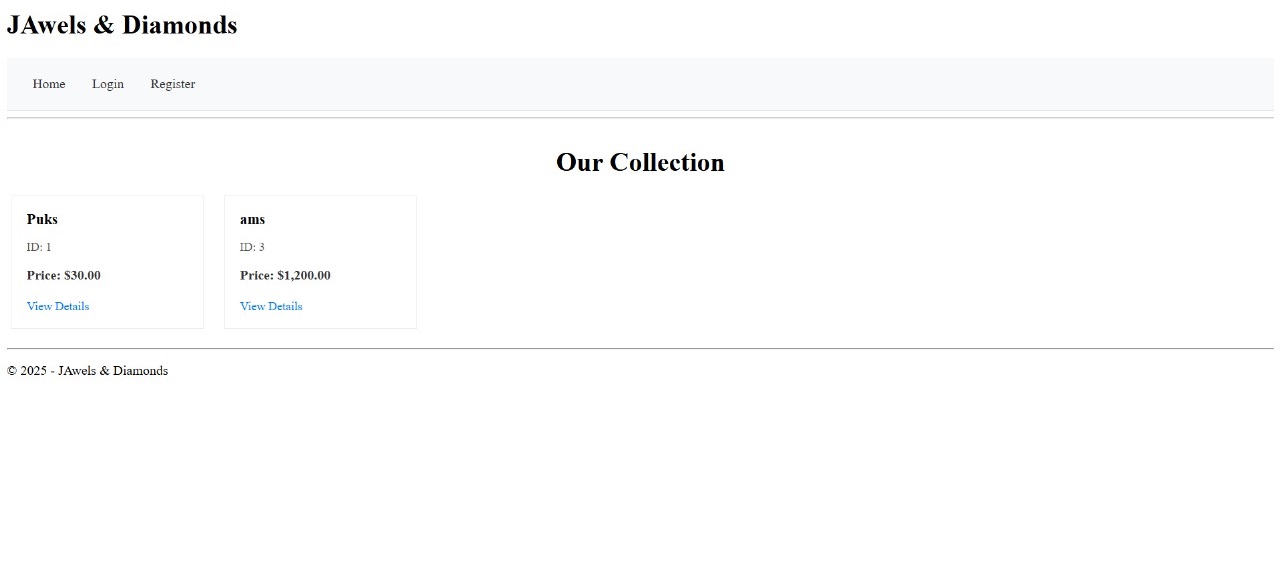 JAwels & Diamonds
Home Login Register
Our Collection
Puks
ID: 1
Price: $30.00
View Details
ams
ID: 3
Price: $1,200.00
View Details
© 2025 - JAwels & Diamonds